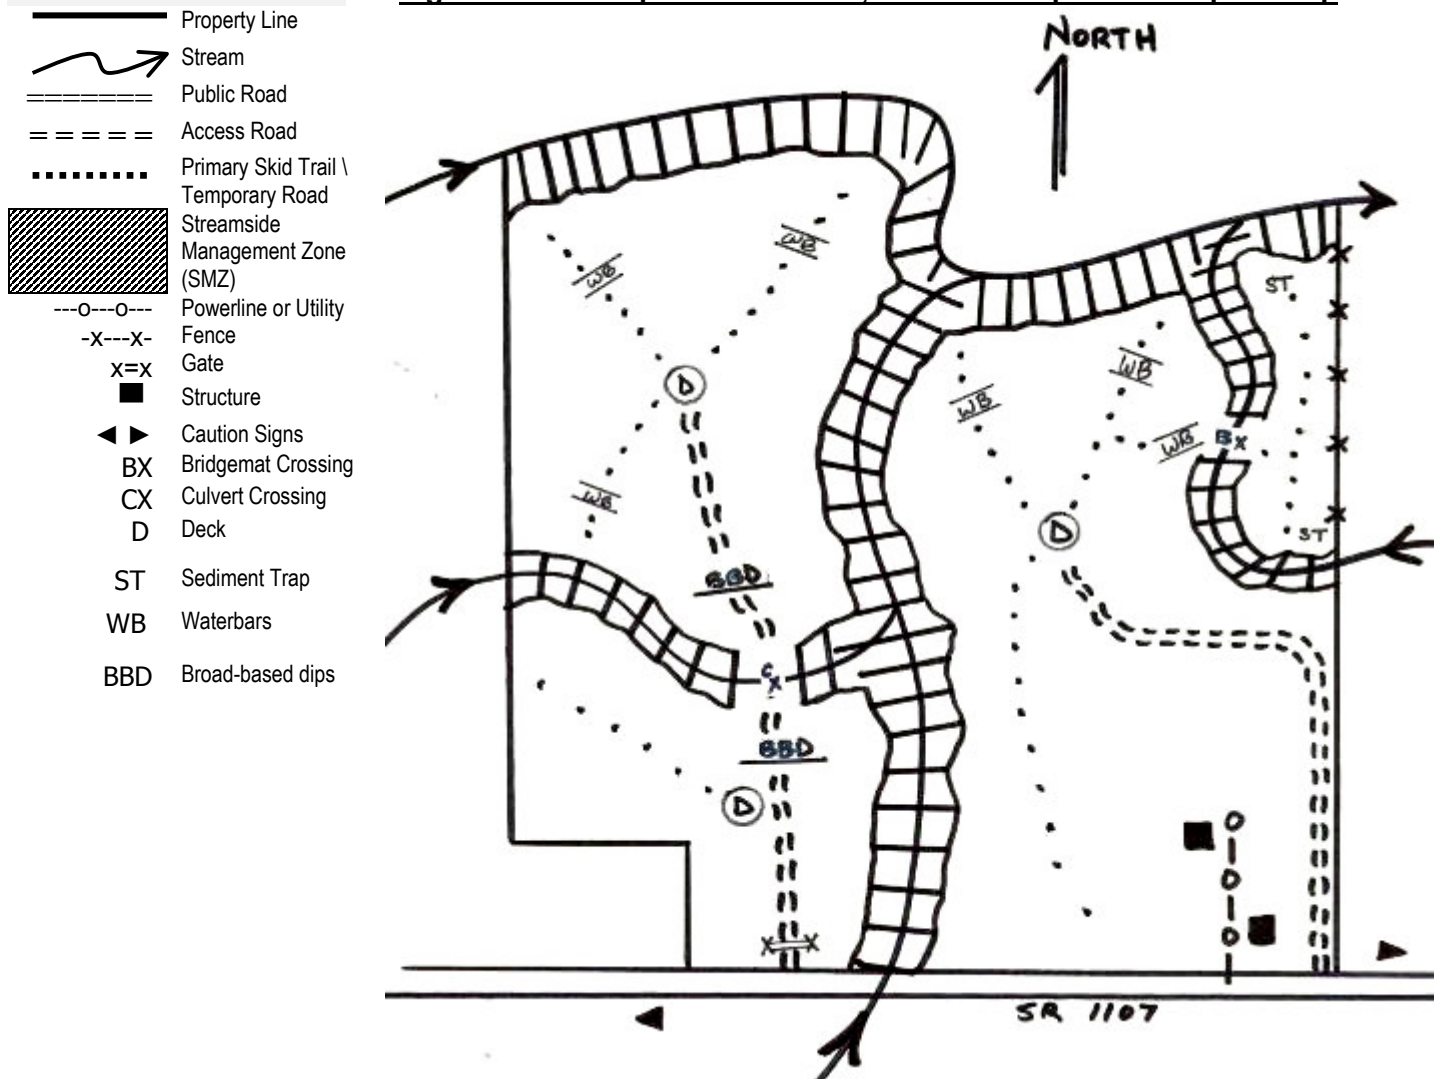 Property Line
Stream
Public Road
Access Road
Primary Skid Trail \
Temporary Road
Streamside
Management Zone
(SMZ)
---o---o--- Powerline or Utility
-x---x- Fence
x=x Gate
Structure
Caution Signs
BX Bridgemat Crossing
CX Culvert Crossing
D Deck
ST Sediment Trap
WB Waterbars
BBD Broad-based dips
NORTH
WB
WB
ST
D
WB
WB
WB
BX
WB
D
ST
BBD
CX
BBD
D
X X
SR 1107